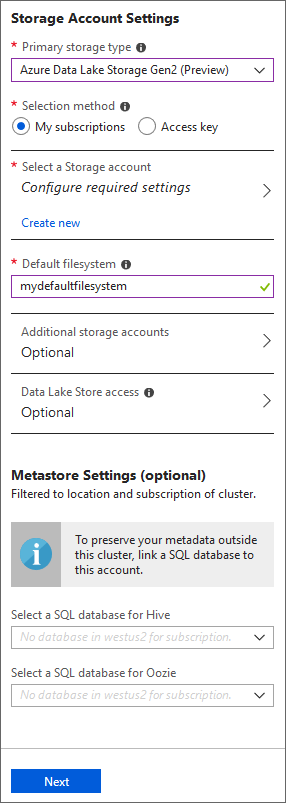 Storage Account Settings
* Primary storage type
Azure Data Lake Storage Gen2 (Preview)
* Selection method
My subscriptions
Access key
* Select a Storage account
Configure required settings
Create new
* Default filesystem
mydefaultfilesystem
Additional storage accounts
Optional
Data Lake Store access
Optional
Metastore Settings (optional)
Filtered to location and subscription of cluster.
To preserve your metadata outside
this cluster, link a SQL database to
this account.
Select a SQL database for Hive
No database in westus2 for subscription.
Select a SQL database for Oozie
No database in westus2 for subscription.
Next